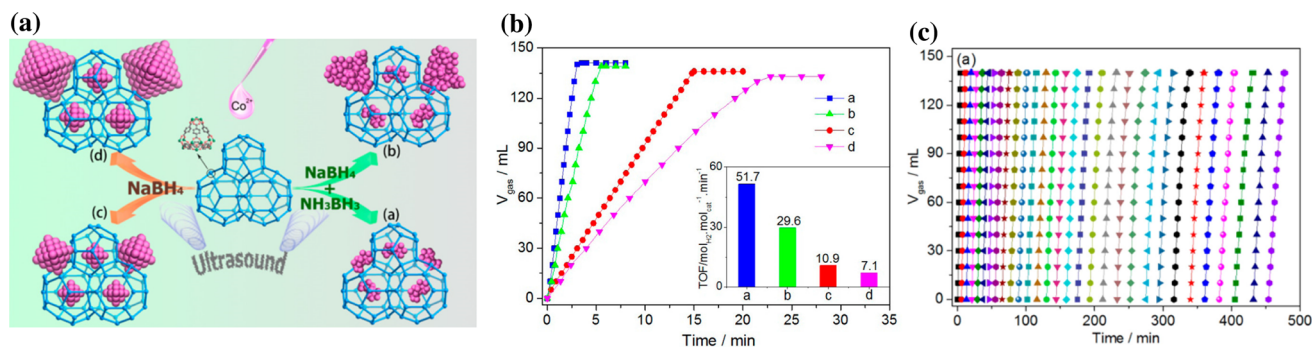 (a)
Co²⁺
(d)
(b)
NaBH₄
NaBH₄
+
NH₃BH₃
(c)
(a)
Ultrasound
(b)
150
120
90
60
30
0
V_gas / mL
a
b
c
d
60
30
0
TOF/mol_H2·mol_cat⁻¹·min⁻¹
51.7
29.6
10.9
7.1
a b c d
0 5 10 15 20 25 30 35
Time / min
(c)
(a)
150
120
90
60
30
0
V_gas / mL
0 100 200 300 400 500
Time / min